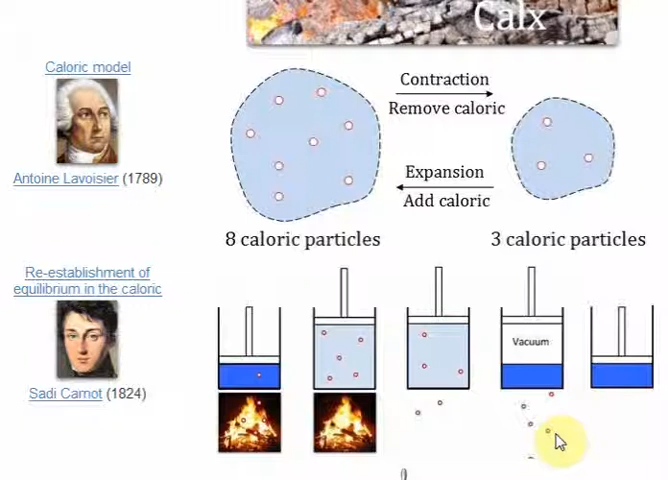 Calx
Caloric model
Antoine Lavoisier (1789)
Contraction
Remove caloric
Expansion
Add caloric
8 caloric particles
3 caloric particles
Re-establishment of
equilibrium in the caloric
Sadi Carnot (1824)
Vacuum